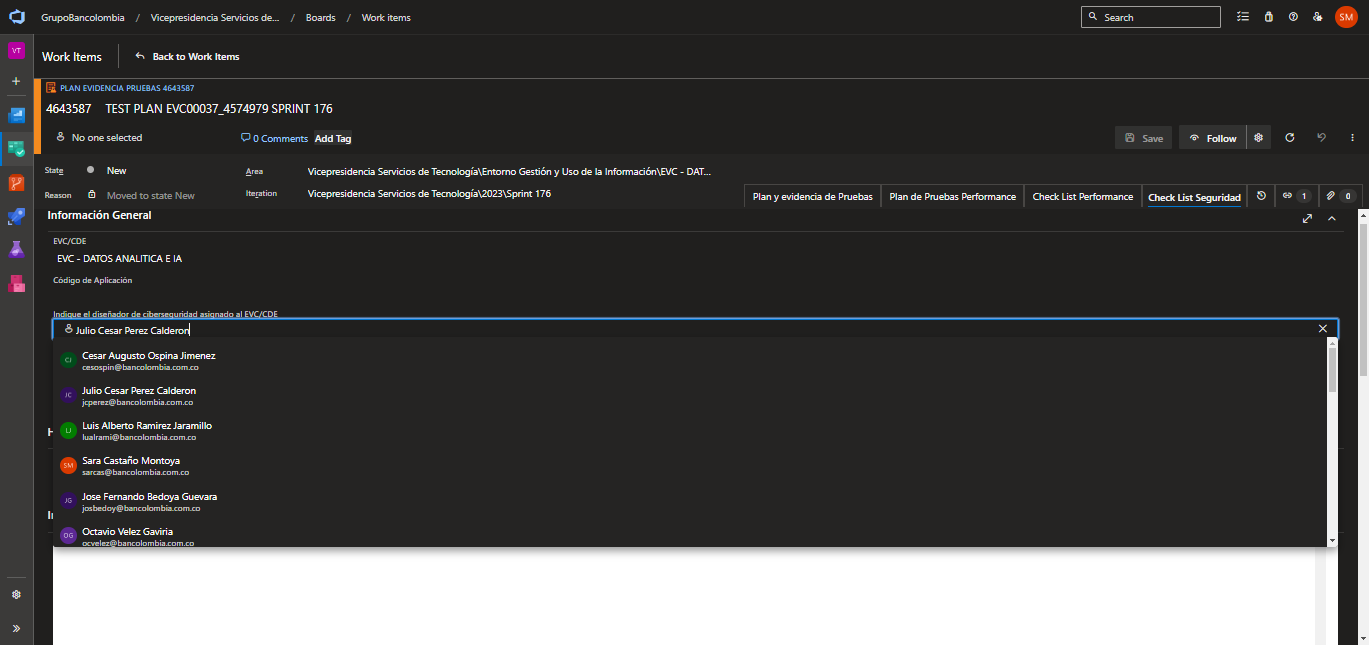 GrupoBancolombia / Vicepresidencia Servicios de... / Boards / Work items
Search
SM
VT
Work Items
Back to Work Items
PLAN EVIDENCIA PRUEBAS 4643587
4643587 TEST PLAN EVC00037_4574979 SPRINT 176
No one selected
0 Comments
Add Tag
Save
Follow
State
New
Area
Vicepresidencia Servicios de Tecnología\Entorno Gestión y Uso de la Información\EVC - DAT...
Reason
Moved to state New
Iteration
Vicepresidencia Servicios de Tecnología\2023\Sprint 176
Plan y evidencia de Pruebas
Plan de Pruebas Performance
Check List Performance
Check List Seguridad
1
0
Información General
EVC/CDE
EVC - DATOS ANALITICA E IA
Código de Aplicación
Indique el diseñador de ciberseguridad asignado al EVC/CDE
Julio Cesar Perez Calderon
CJ
Cesar Augusto Ospina Jimenez
cesospin@bancolombia.com.co
JC
Julio Cesar Perez Calderon
jcperez@bancolombia.com.co
LJ
Luis Alberto Ramirez Jaramillo
lualrami@bancolombia.com.co
SM
Sara Castaño Montoya
sarcas@bancolombia.com.co
JG
Jose Fernando Bedoya Guevara
josbedoy@bancolombia.com.co
OG
Octavio Velez Gaviria
ocvelez@bancolombia.com.co